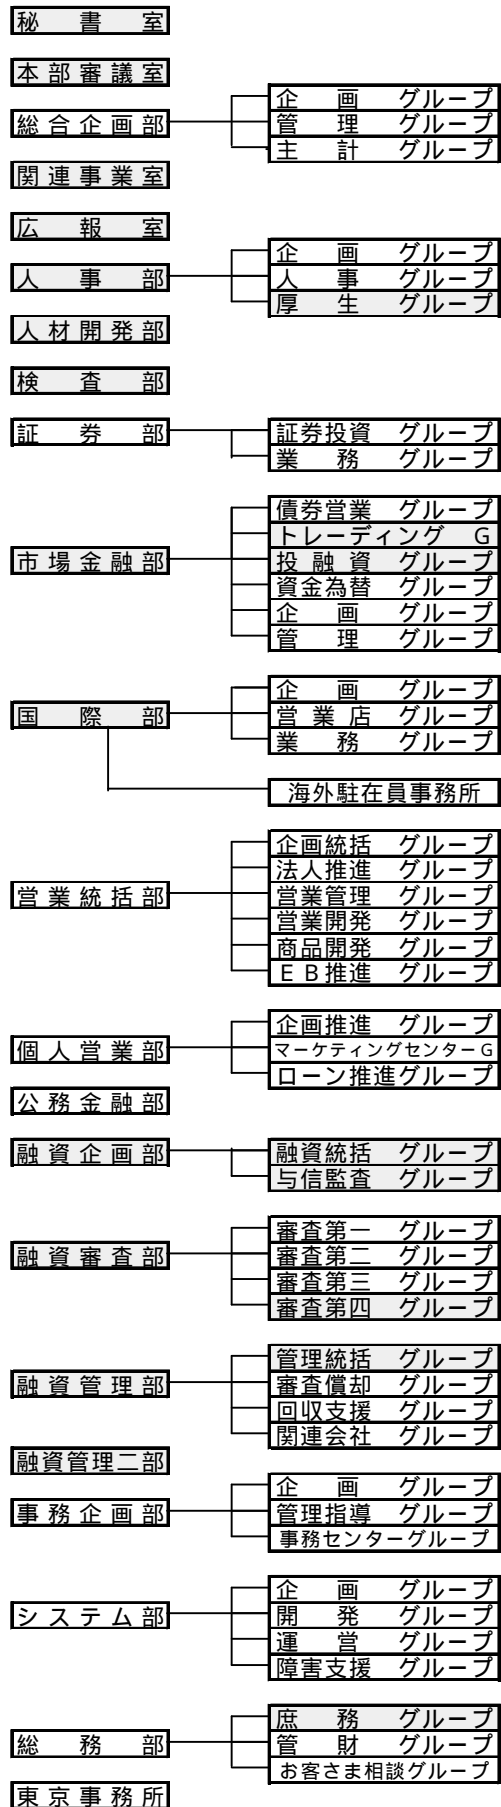 秘書室
本部審議室
総合企画部
企画 グループ
管理 グループ
主計 グループ
関連事業室
広報室
人事部
企画 グループ
人事 グループ
厚生 グループ
人材開発部
検査部
証券部
証券投資 グループ
業務 グループ
市場金融部
債券営業 グループ
トレーディング G
投融資 グループ
資金為替 グループ
企画 グループ
管理 グループ
国際部
企画 グループ
営業店 グループ
業務 グループ
海外駐在員事務所
営業統括部
企画統括 グループ
法人推進 グループ
営業管理 グループ
営業開発 グループ
商品開発 グループ
EB推進 グループ
個人営業部
企画推進 グループ
マーケティングセンターG
ローン推進グループ
公務金融部
融資企画部
融資統括 グループ
与信監査 グループ
融資審査部
審査第一 グループ
審査第二 グループ
審査第三 グループ
審査第四 グループ
融資管理部
管理統括 グループ
審査償却 グループ
回収支援 グループ
関連会社 グループ
融資管理二部
事務企画部
企画 グループ
管理指導 グループ
事務センターグループ
システム部
企画 グループ
開発 グループ
運営 グループ
障害支援 グループ
総務部
庶務 グループ
管財 グループ
お客さま相談グループ
東京事務所